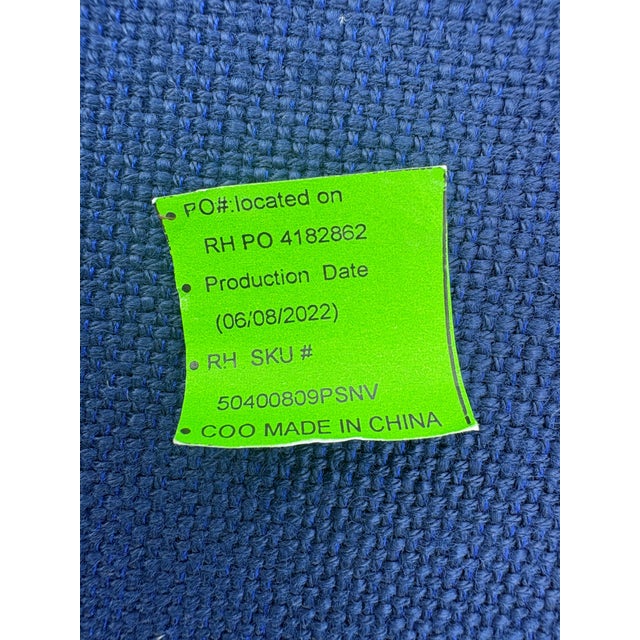 • PO#:located on
RH PO 4182862
• Production Date
(06/08/2022)
• RH SKU #
50400809PSNV
• COO MADE IN CHINA